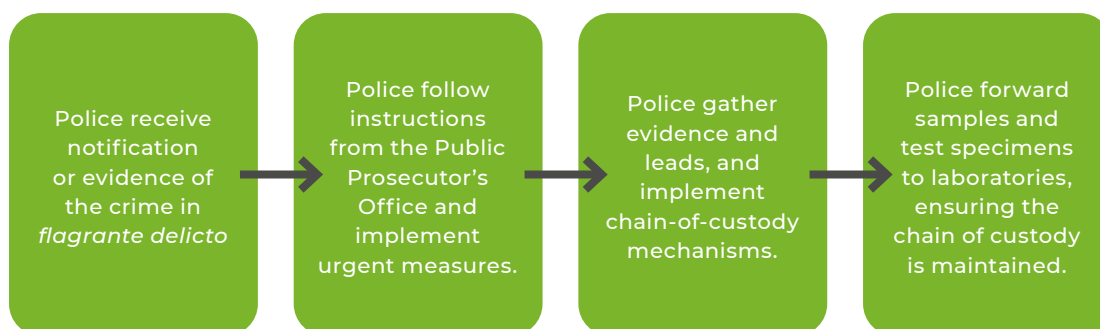 Police receive
notification
or evidence of
the crime in
flagrante delicto
Police follow
instructions
from the Public
Prosecutor's
Office and
implement
urgent measures.
Police gather
evidence and
leads, and
implement
chain-of-custody
mechanisms.
Police forward
samples and
test specimens
to laboratories,
ensuring the
chain of custody
is maintained.